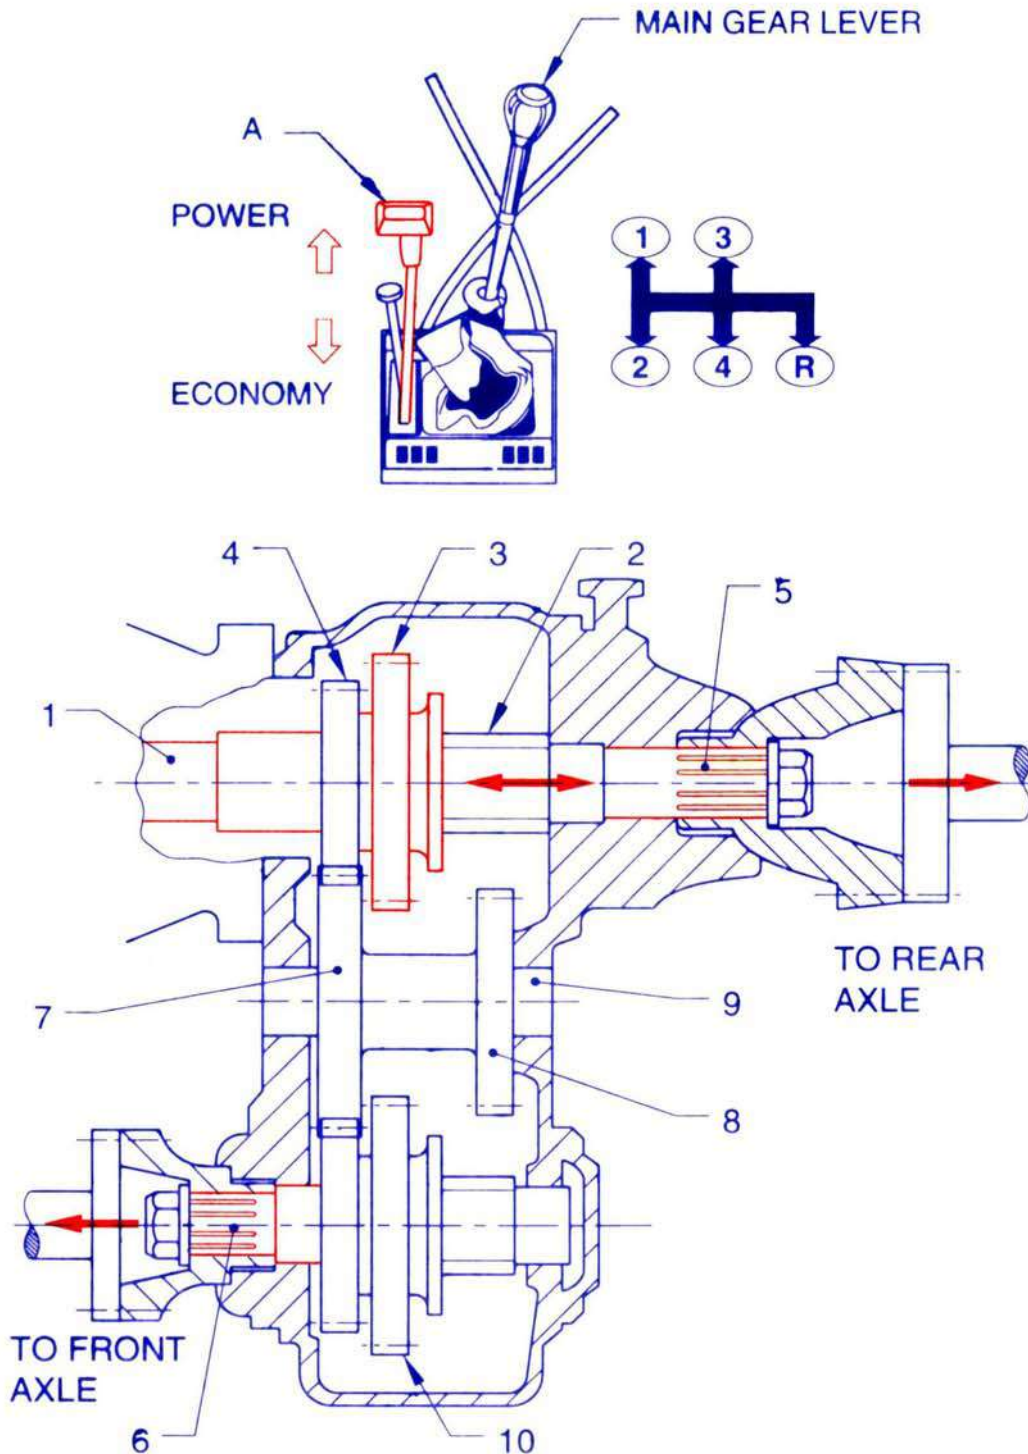 MAIN GEAR LEVER
A
POWER
1 3
ECONOMY
2 4 R
4 3 2 5
1
TO REAR
AXLE
7 9
8
TO FRONT
AXLE
6 10